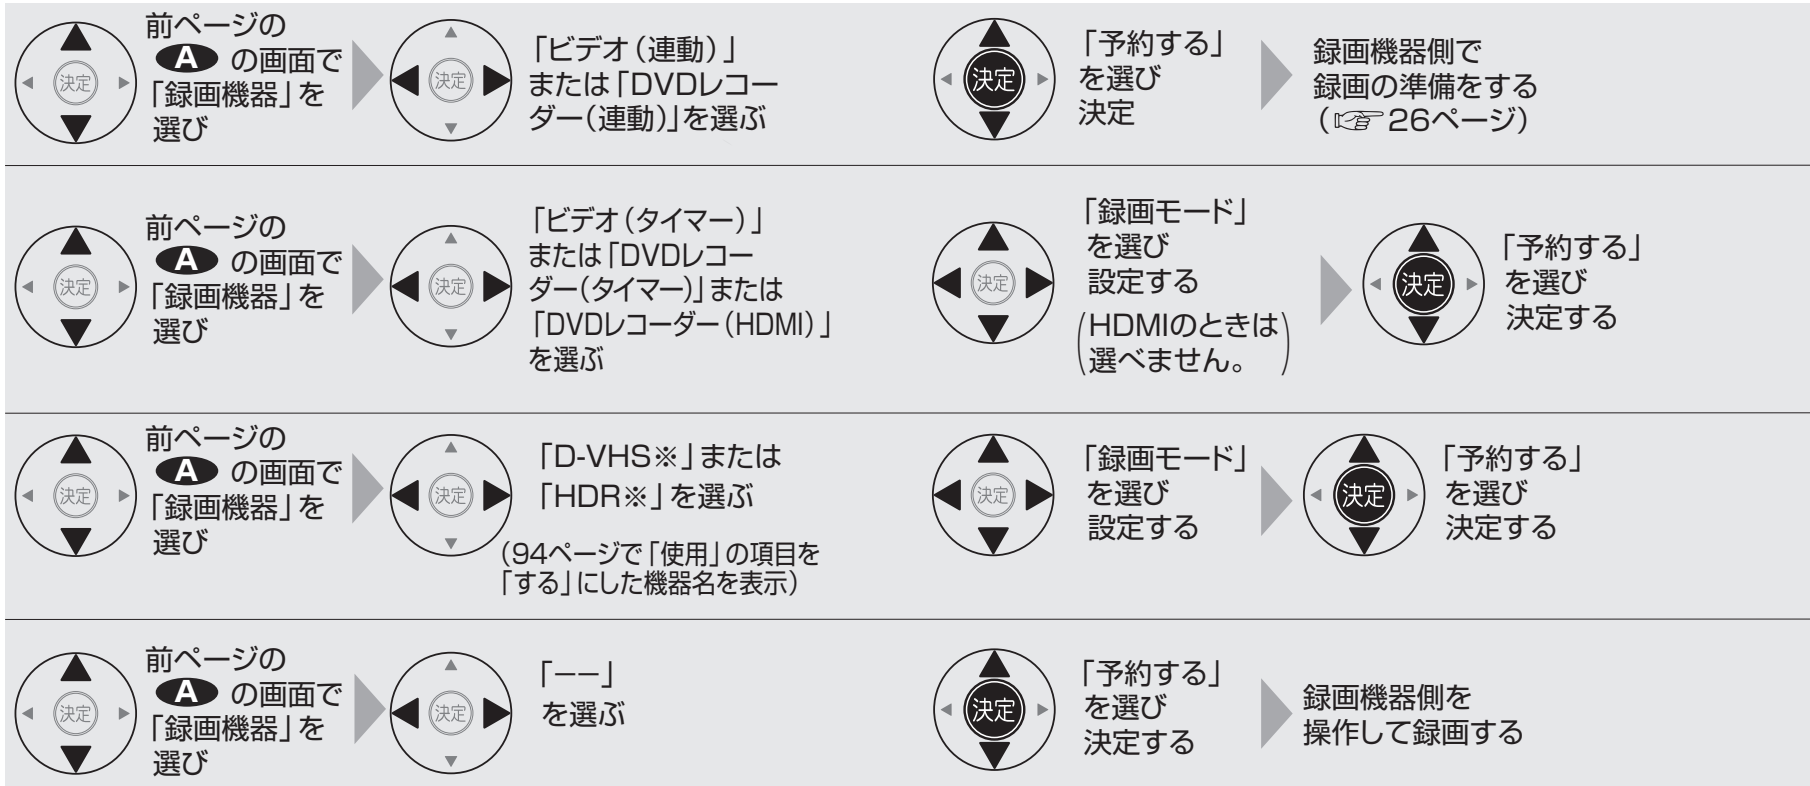 前ページの
A の画面で
「録画機器」を
選び
決定
決定
「ビデオ(連動)」
または「DVDレコー
ダー(連動)」を選ぶ
決定
「予約する」
を選び
決定
録画機器側で
録画の準備をする
(☞26ページ)
前ページの
A の画面で
「録画機器」を
選び
決定
決定
「ビデオ(タイマー)」
または「DVDレコー
ダー(タイマー)」または
「DVDレコーダー(HDMI)」
を選ぶ
決定
「録画モード」
を選び
設定する
(HDMIのときは
選べません。)
決定
「予約する」
を選び
決定する
前ページの
A の画面で
「録画機器」を
選び
決定
決定
「D-VHS※」または
「HDR※」を選ぶ
(94ページで「使用」の項目を
「する」にした機器名を表示)
決定
「録画モード」
を選び
設定する
決定
「予約する」
を選び
決定する
前ページの
A の画面で
「録画機器」を
選び
決定
決定
「−−」
を選ぶ
決定
「予約する」
を選び
決定する
録画機器側を
操作して録画する